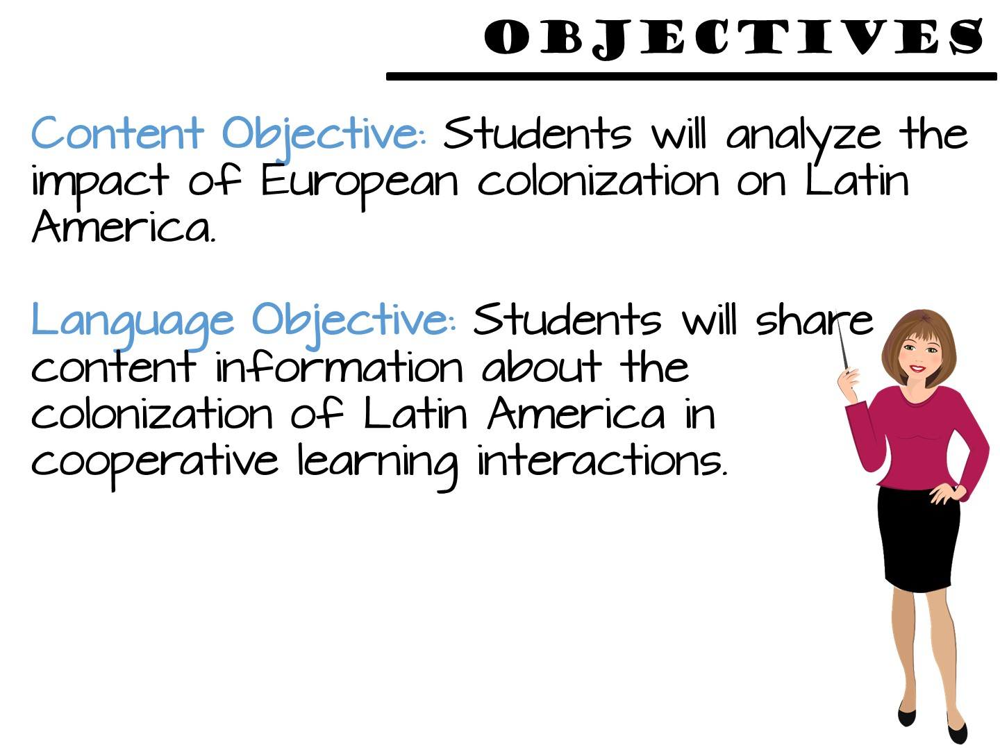 OBJECTIVES
Content Objective: Students will analyze the
impact of European colonization on Latin
America.
Language Objective: Students will share
content information about the
colonization of Latin America in
cooperative learning interactions.